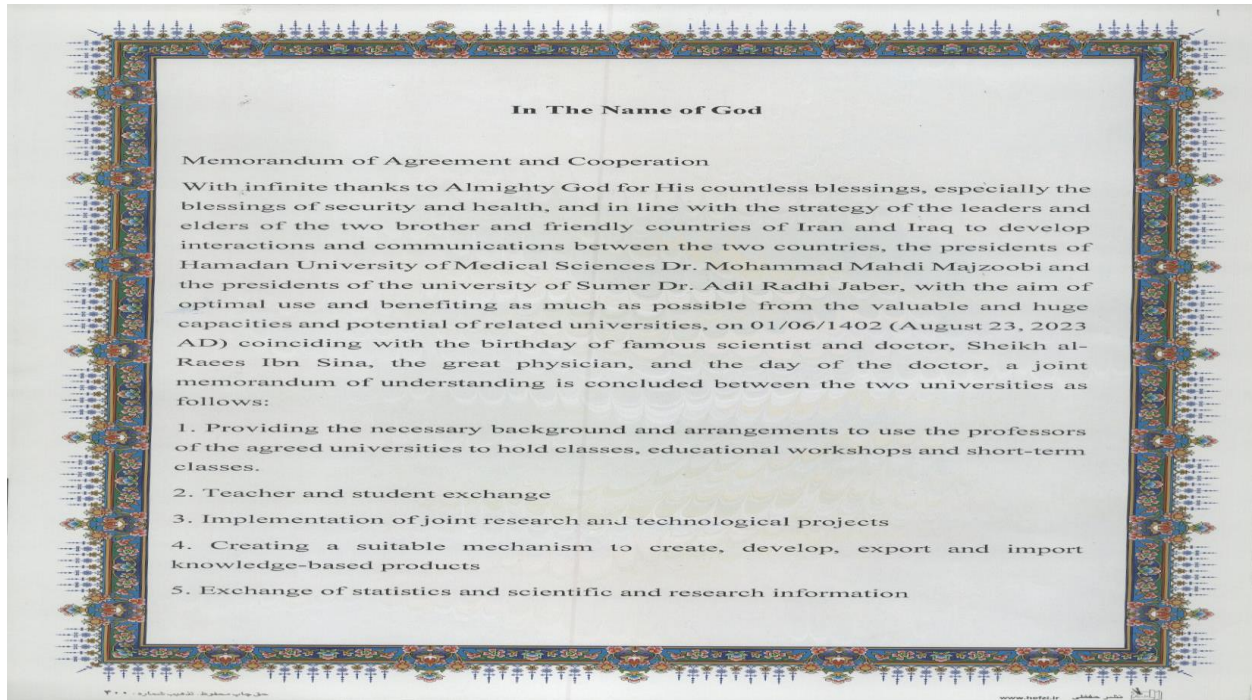 ١
In The Name of God
Memorandum of Agreement and Cooperation
With infinite thanks to Almighty God for His countless blessings, especially the
blessings of security and health, and in line with the strategy of the leaders and
elders of the two brother and friendly countries of Iran and Iraq to develop
interactions and communications between the two countries, the presidents of
Hamadan University of Medical Sciences Dr. Mohammad Mahdi Majzoobi and
the presidents of the university of Sumer Dr. Adil Radhi Jaber, with the aim of
optimal use and benefiting as much as possible from the valuable and huge
capacities and potential of related universities, on 01/06/1402 (August 23, 2023
AD) coinciding with the birthday of famous scientist and doctor, Sheikh al-
Raees Ibn Sina, the great physician, and the day of the doctor, a joint
memorandum of understanding is concluded between the two universities as
follows:
1. Providing the necessary background and arrangements to use the professors
of the agreed universities to hold classes, educational workshops and short-term
classes.
2. Teacher and student exchange
3. Implementation of joint research and technological projects
4. Creating a suitable mechanism to create, develop, export and import
knowledge-based products
5. Exchange of statistics and scientific and research information
حق چاپ محفوظ - تذهیب شماره
www.hefzi.ir نشر حفظی